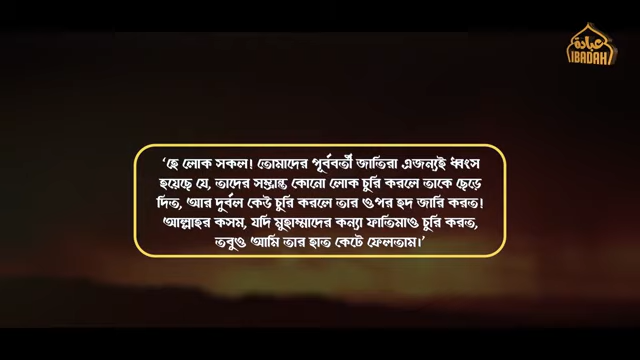 عبادة
IBADAH
‘হে লোক সকল! তোমাদের পূর্ববর্তী জাতিরা এজন্যই ধ্বংস
হয়েছে যে, তাদের সম্ভ্রান্ত কোনো লোক চুরি করলে তাকে ছেড়ে
দিত, আর দুর্বল কেউ চুরি করলে তার ওপর হদ জারি করত!
আল্লাহর কসম, যদি মুহাম্মাদের কন্যা ফাতিমাও চুরি করত,
তবুও আমি তার হাত কেটে ফেলতাম।’